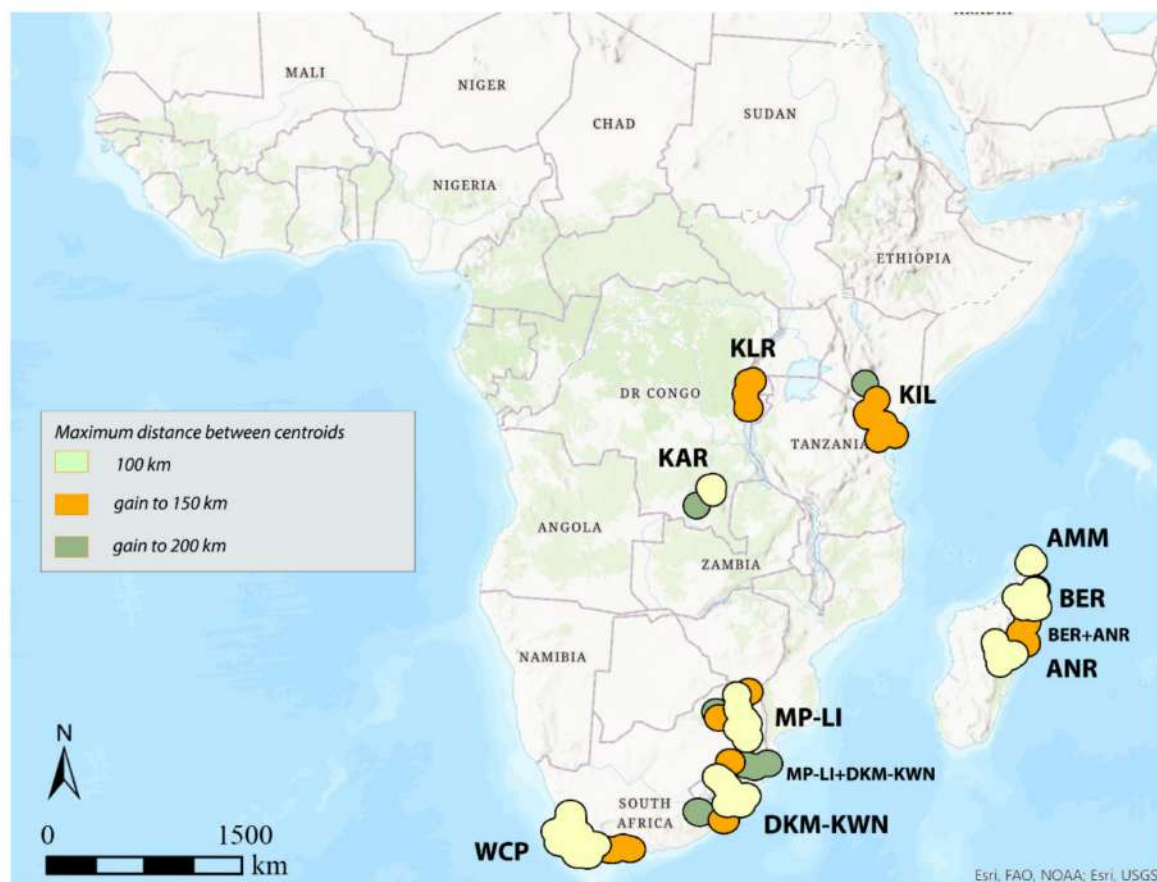 MALI
NIGER
CHAD
SUDAN
NIGERIA
ETHIOPIA
KLR
DR CONGO
KIL
TANZANIA
Maximum distance between centroids
100 km
gain to 150 km
gain to 200 km
KAR
ANGOLA
ZAMBIA
AMM
BER
BER+ANR
ANR
NAMIBIA
MP-LI
N
MP-LI+DKM-KWN
SOUTH
AFRICA
DKM-KWN
0 1500
km
WCP
Esri, FAO, NOAA; Esri, USGS